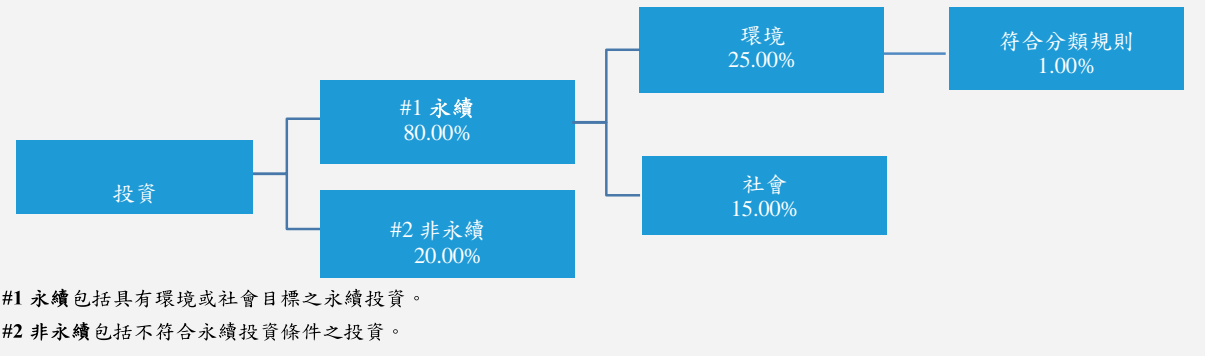 投資
#1 永續
80.00%
#2 非永續
20.00%
環境
25.00%
社會
15.00%
符合分類規則
1.00%
#1 永續包括具有環境或社會目標之永續投資。
#2 非永續包括不符合永續投資條件之投資。